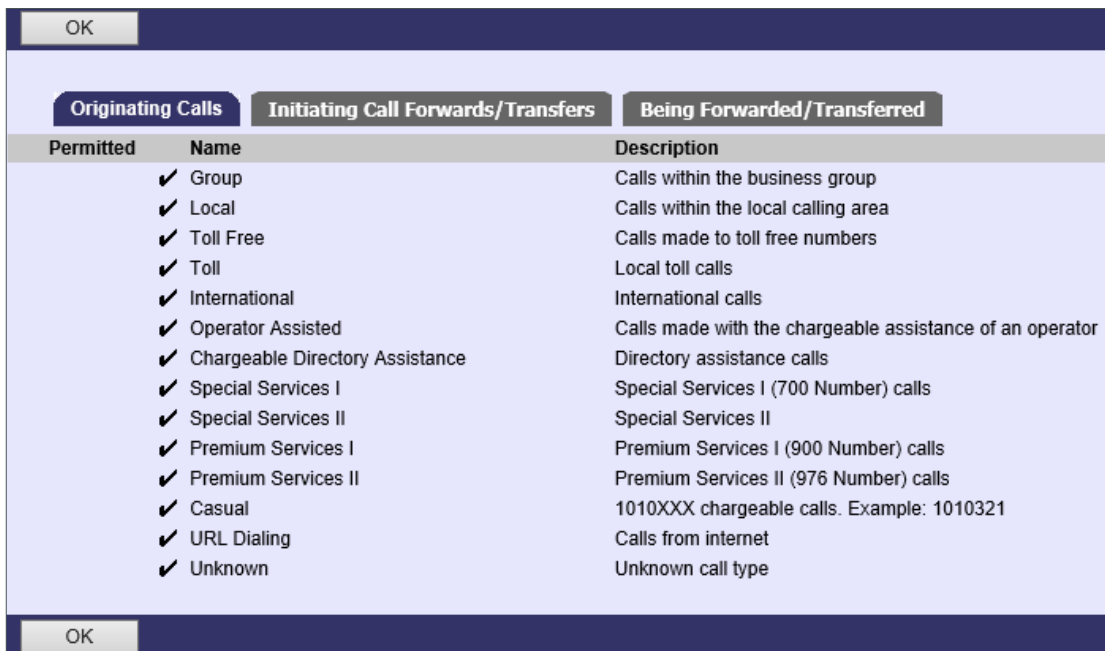 OK
Originating Calls Initiating Call Forwards/Transfers Being Forwarded/Transferred
Permitted Name Description
✔ Group Calls within the business group
✔ Local Calls within the local calling area
✔ Toll Free Calls made to toll free numbers
✔ Toll Local toll calls
✔ International International calls
✔ Operator Assisted Calls made with the chargeable assistance of an operator
✔ Chargeable Directory Assistance Directory assistance calls
✔ Special Services I Special Services I (700 Number) calls
✔ Special Services II Special Services II
✔ Premium Services I Premium Services I (900 Number) calls
✔ Premium Services II Premium Services II (976 Number) calls
✔ Casual 1010XXX chargeable calls. Example: 1010321
✔ URL Dialing Calls from internet
✔ Unknown Unknown call type
OK